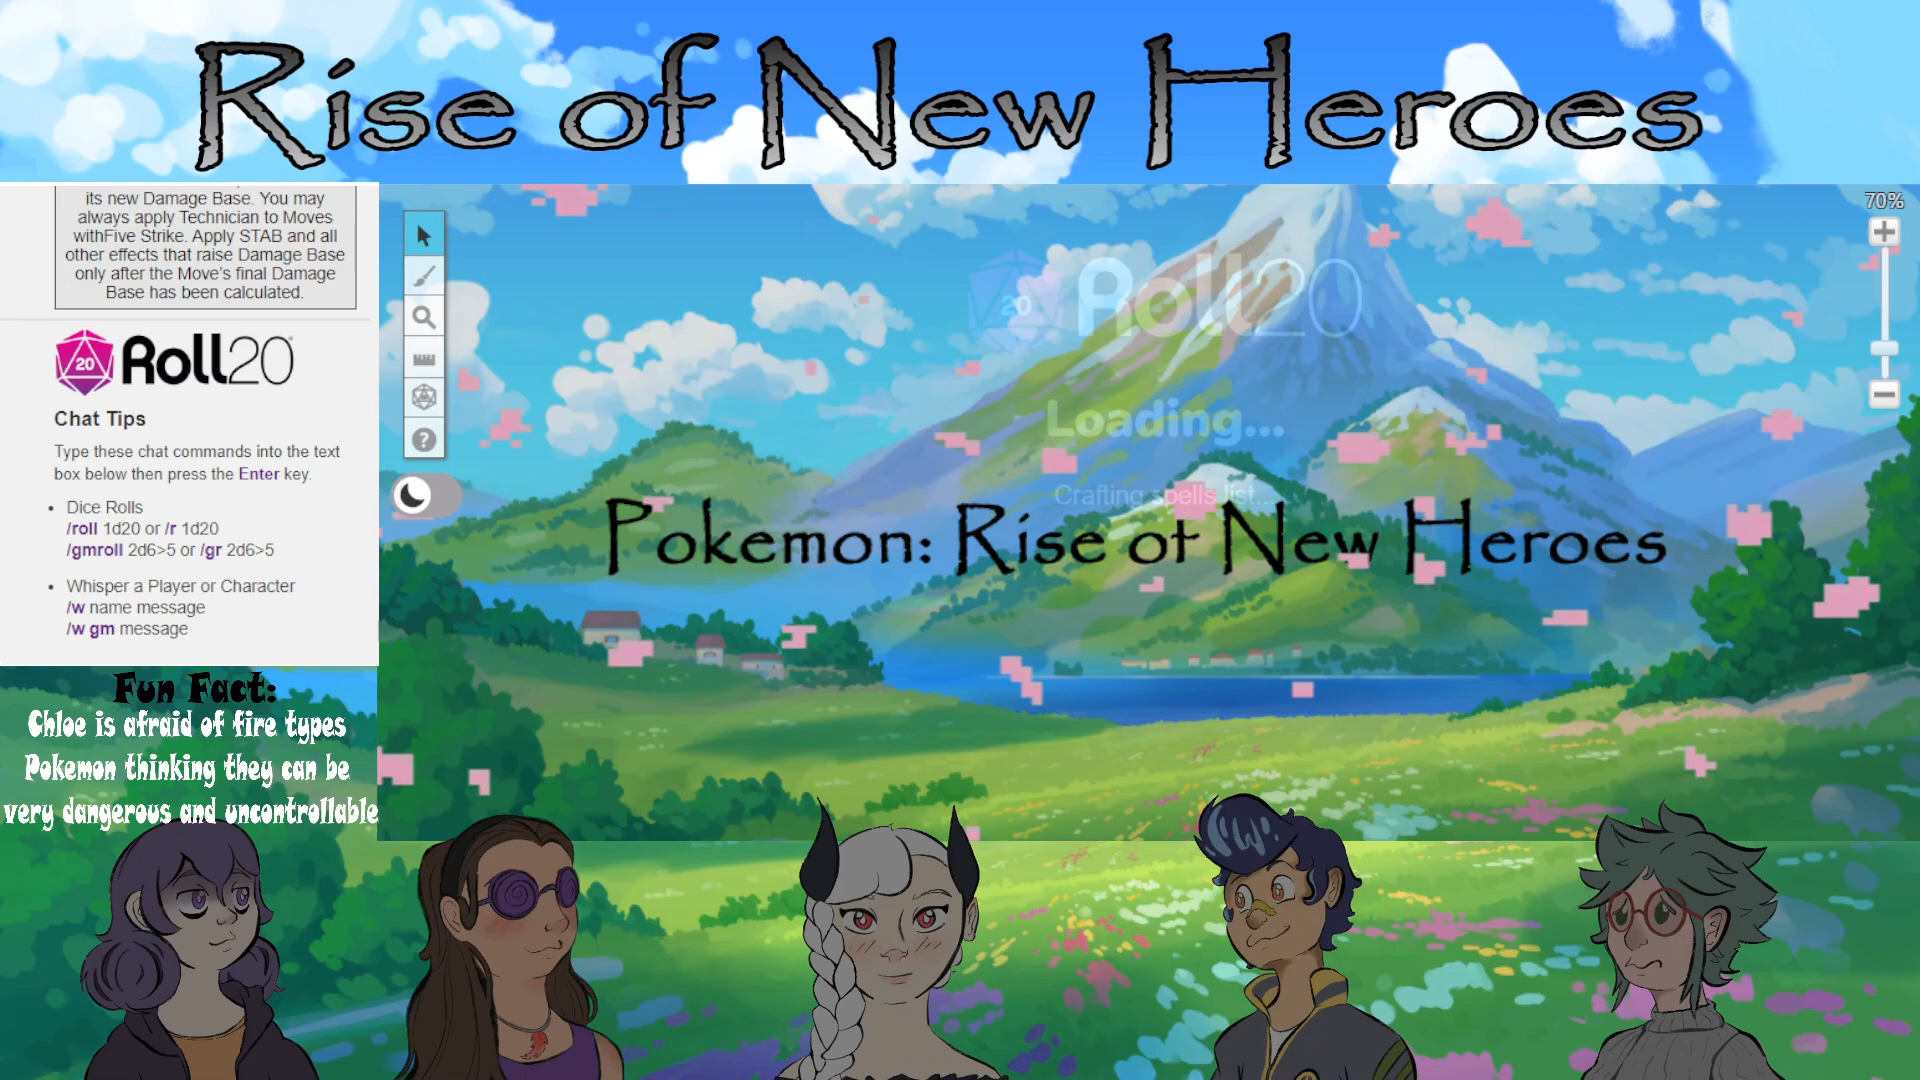 Rise of New Heroes
its new Damage Base. You may
always apply Technician to Moves
withFive Strike. Apply STAB and all
other effects that raise Damage Base
only after the Move's final Damage
Base has been calculated.
20 Roll20
Chat Tips
Type these chat commands into the text
box below then press the Enter key.
• Dice Rolls
/roll 1d20 or /r 1d20
/gmroll 2d6>5 or /gr 2d6>5
• Whisper a Player or Character
/w name message
/w gm message
Fun Fact:
Chloe is afraid of fire types
Pokemon thinking they can be
very dangerous and uncontrollable
?
70%
20 Roll20
Loading...
Crafting spells list...
Pokemon: Rise of New Heroes